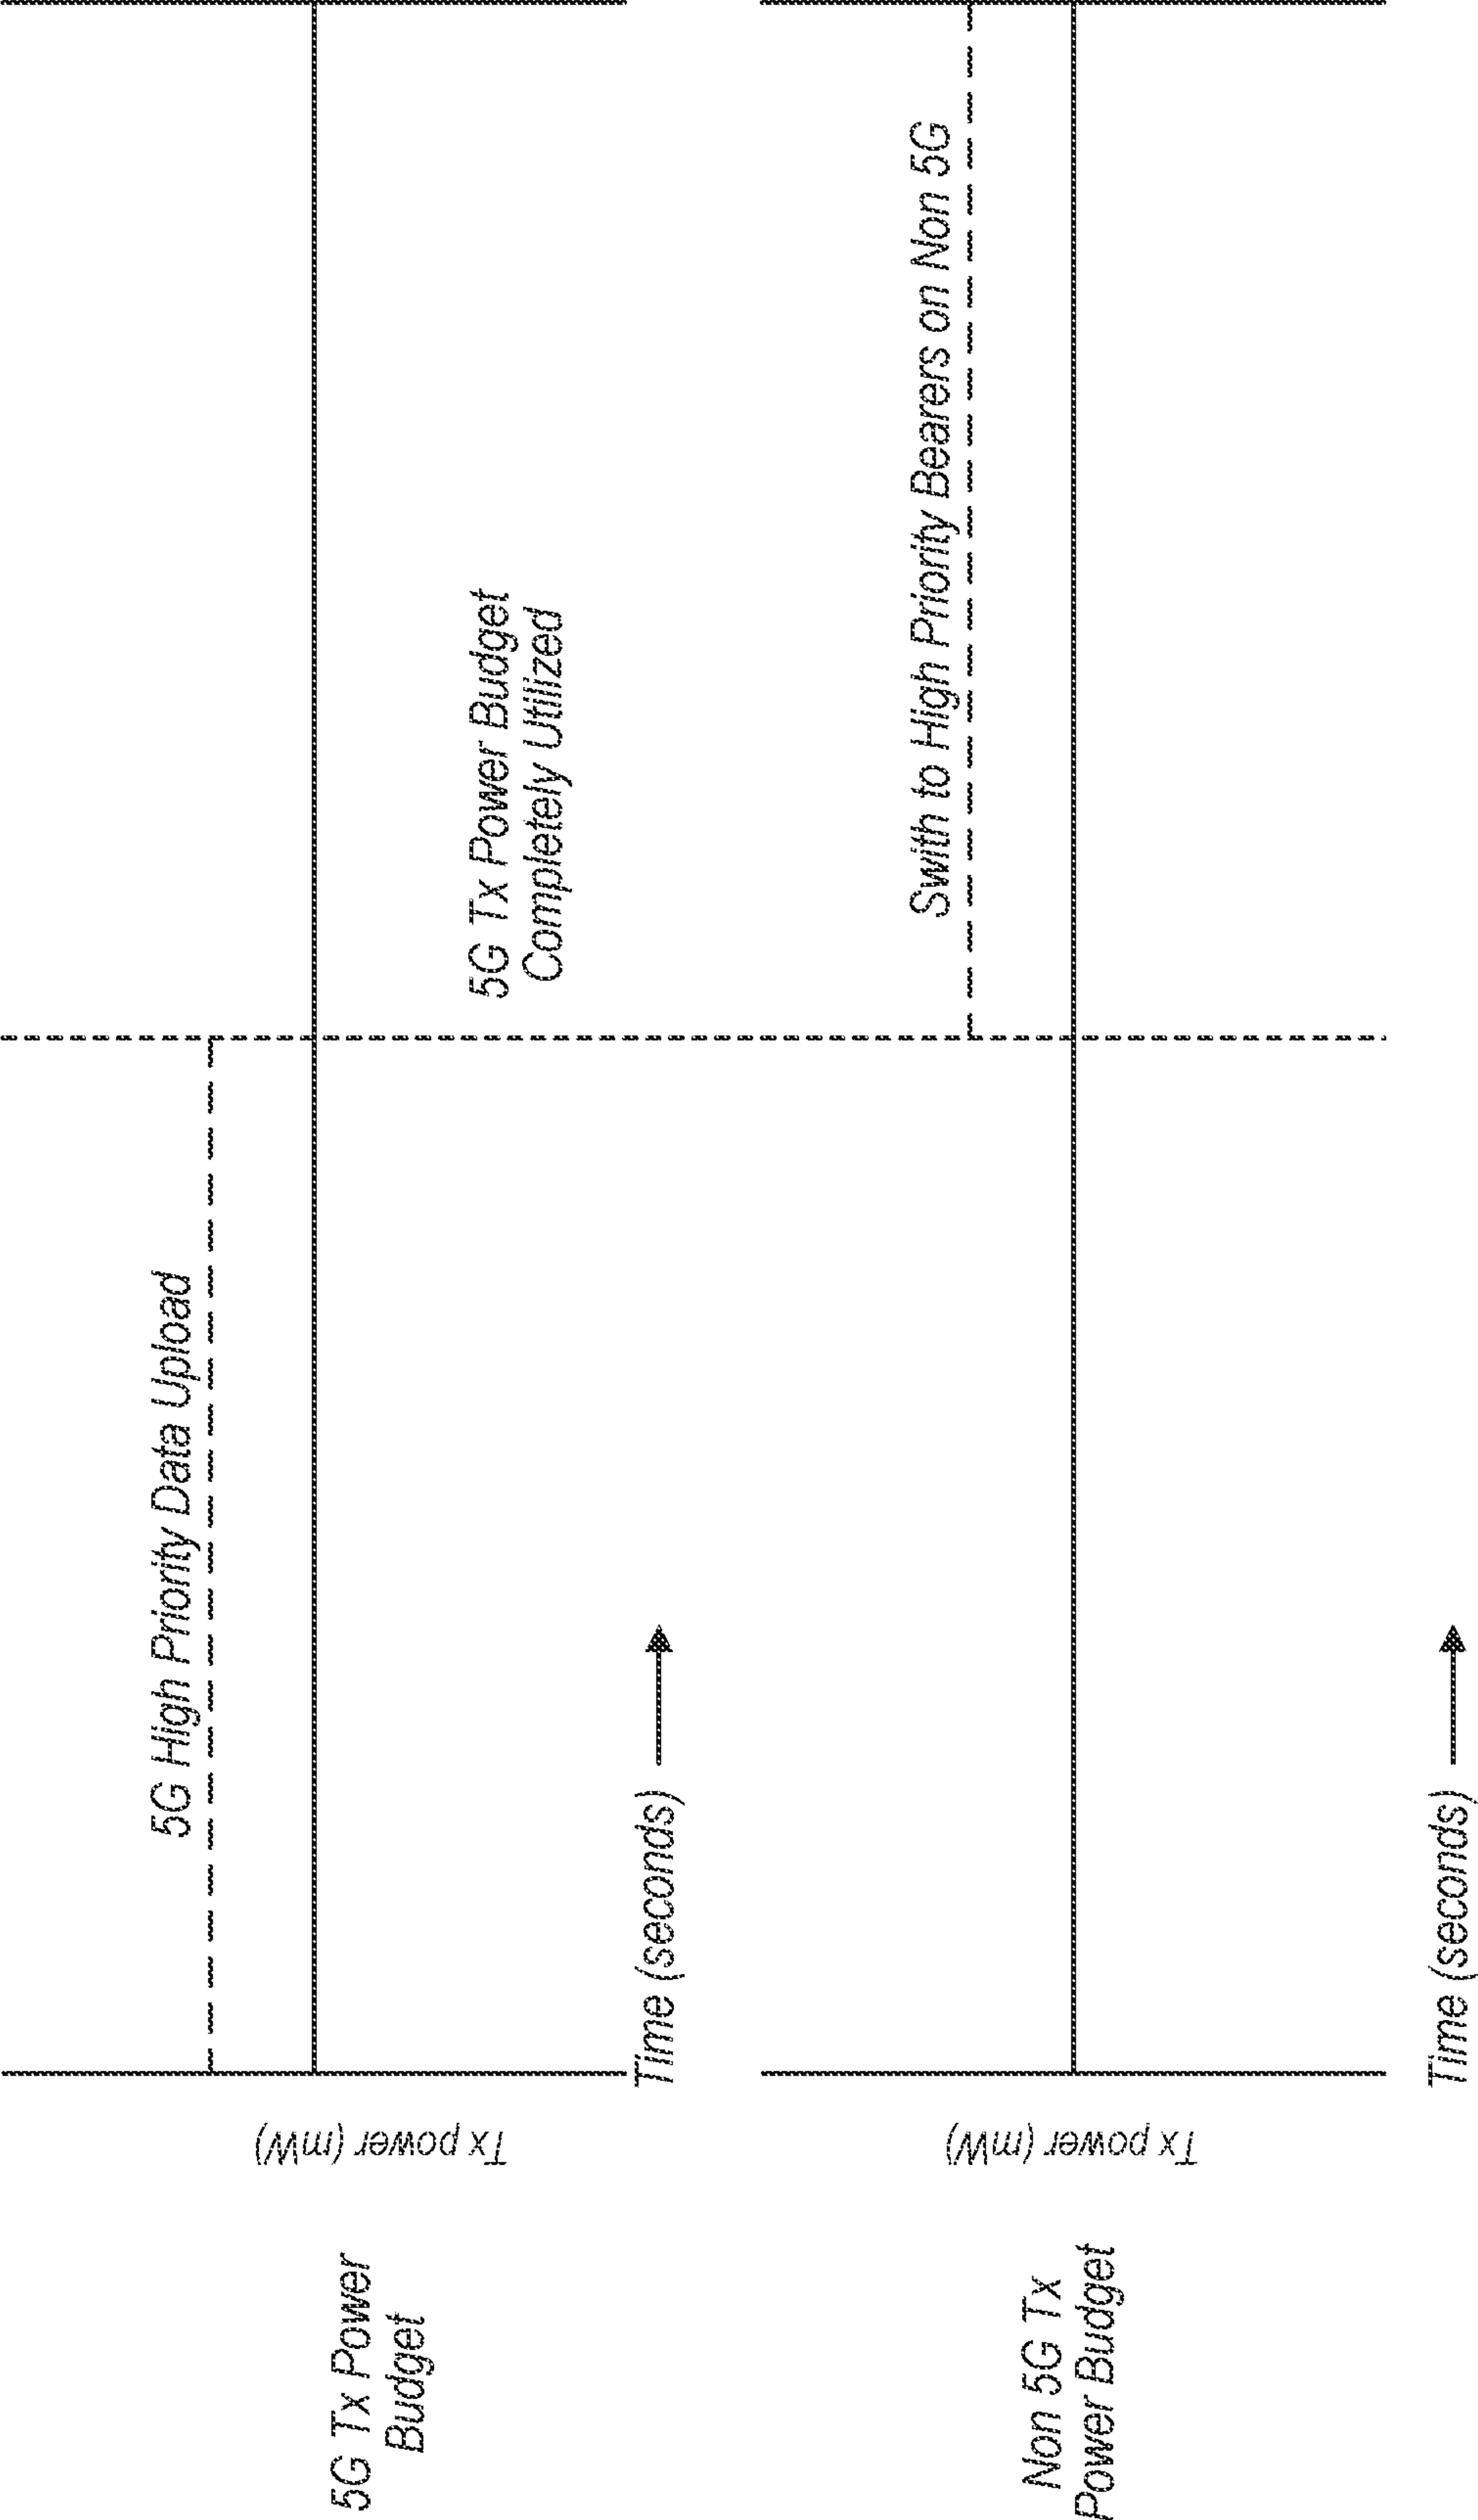 5G Tx Power
Budget
Tx power (mW)
5G High Priority Data Upload
5G Tx Power Budget
Completely Utilized
Time (seconds)
Non 5G Tx
Power Budget
Tx power (mW)
Swith to High Priority Bearers on Non 5G
Time (seconds)